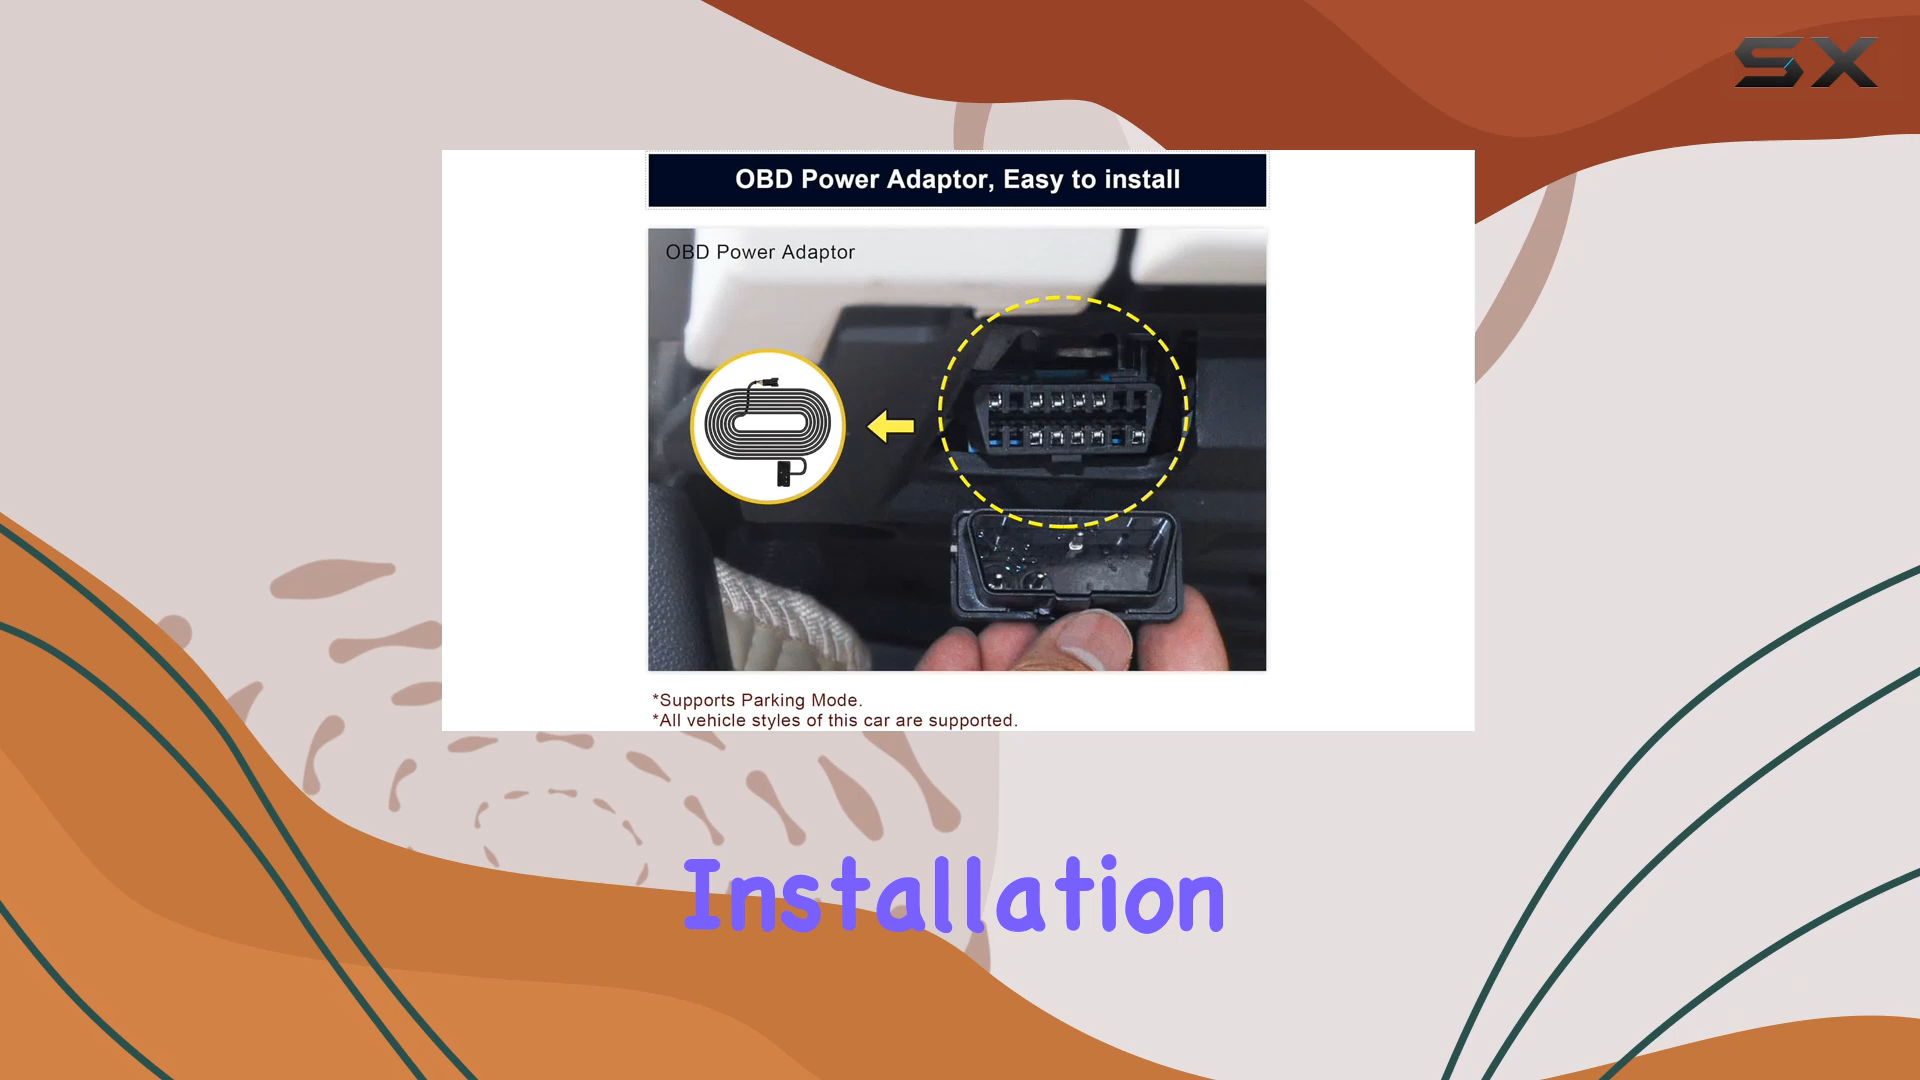 SX
OBD Power Adaptor, Easy to install
OBD Power Adaptor
*Supports Parking Mode.
*All vehicle styles of this car are supported.
Installation